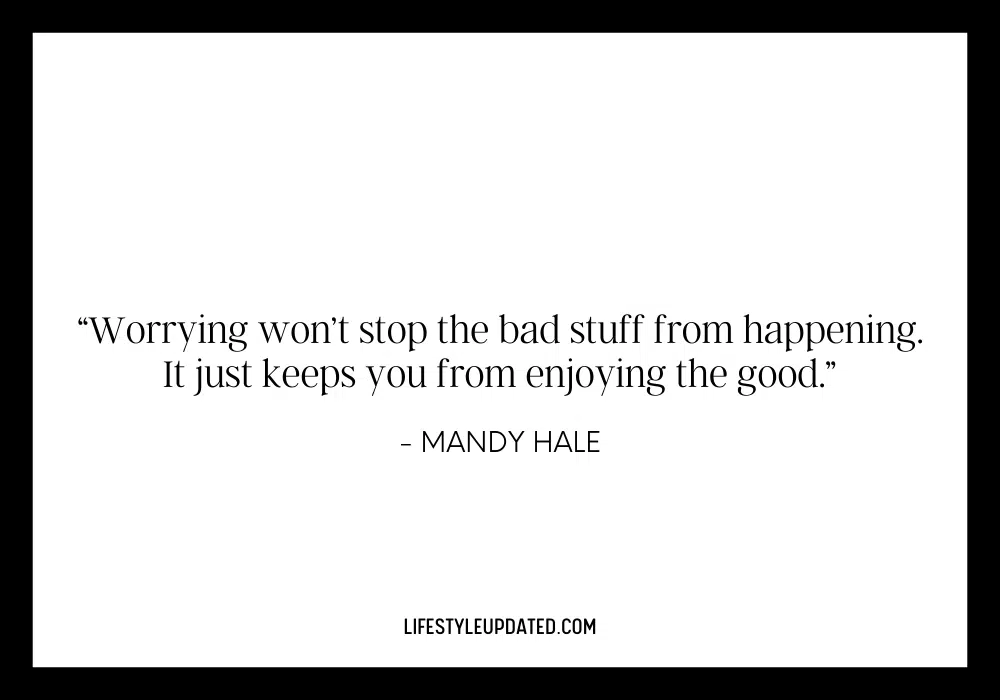 “Worrying won’t stop the bad stuff from happening.
It just keeps you from enjoying the good.”
– MANDY HALE
LIFESTYLEUPDATED.COM